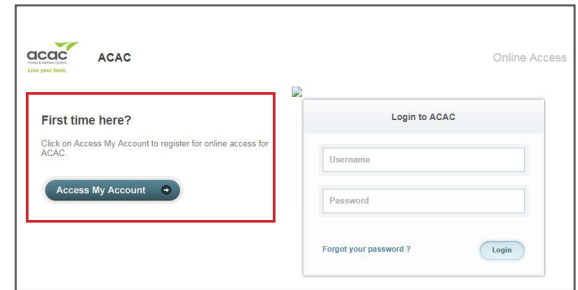 acac
Fitness & Wellness Centers
Live your best.
ACAC
Online Access
First time here?
Click on Access My Account to register for online access for
ACAC.
Access My Account
Login to ACAC
Username
Password
Forgot your password ?
Login